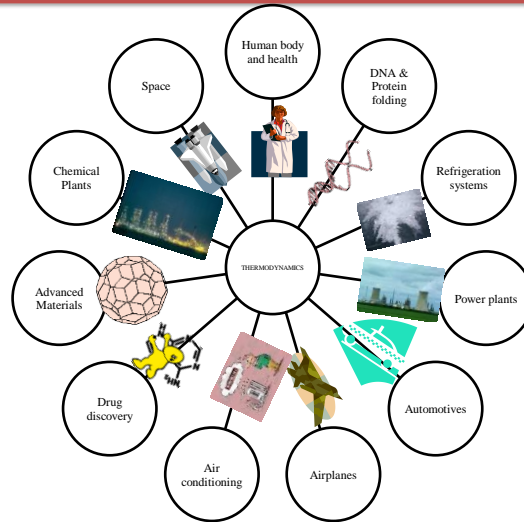 Human body
and health
DNA &
Protein
folding
Space
Refrigeration
systems
Chemical
Plants
THERMODYNAMICS
Advanced
Materials
Power plants
H
N
N
H
NH₂
Drug
discovery
Automotives
Air
conditioning
Airplanes